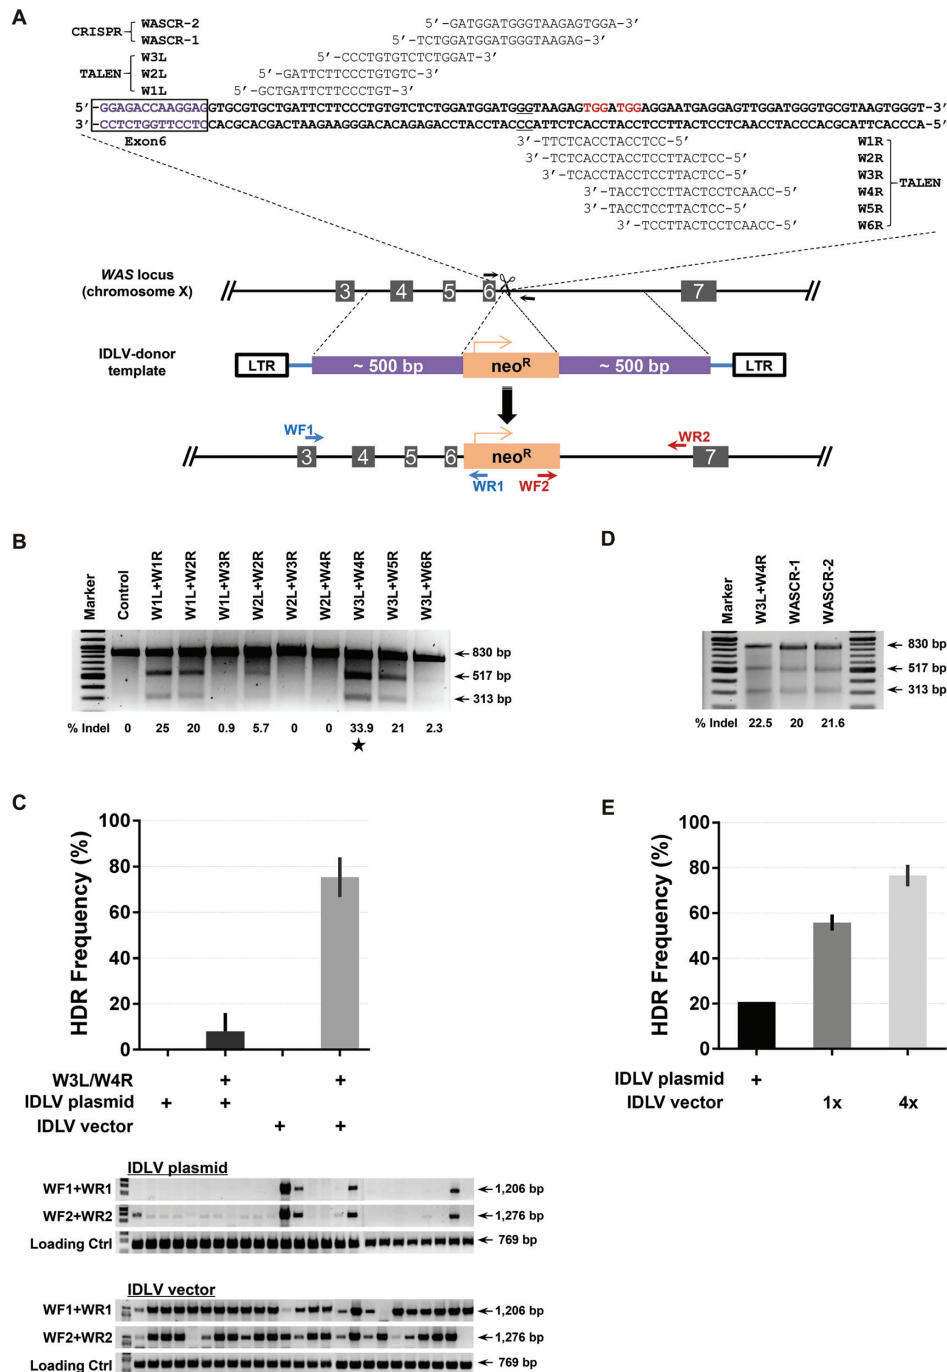 A
CRISPR
WASCR-2 5′-GATGGATGGGTAAGAGTGGA-3′
WASCR-1 5′-TCTGGATGGATGGGTAAGAG-3′
TALEN
W3L 5′-CCCTGTGTCTCTGGAT-3′
W2L 5′-GATTCTTCCCTGTGTC-3′
W1L 5′-GCTGATTCTTCCCTGT-3′
5′-GGAGACCAAGGAGGTGCGTGCTGATTCTTCCCTGTGTCTCTGGATGGATGGGTAAGAGTGGATGGAGGAATGAGGAGTTGGATGGGTGCGTAAGTGGGT-3′
3′-CCTCTGGTTCCTCCACGCACGACTAAGAAGGGACACAGAGACCTACCTACCCATTCTCACCTACCTCCTTACTCCTCAACCTACCCACGCATTCACCCA-5′
Exon6
3′-TTCTCACCTACCTCC-5′ W1R
3′-TCACCTACCTCCTTACTCC-5′ W2R
3′-TCACCTACCTCCTTACTCC-5′ W3R
3′-TACCTCCTTACTCCTCAACC-5′ W4R
3′-TACCTCCTTACTCC-5′ W5R
3′-TCCTTACTCCTCAACC-5′ W6R
TALEN
WAS locus
(chromosome X)
3 4 5 6 7
IDLV-donor
template
LTR ~ 500 bp neoR ~ 500 bp LTR
WF1 WR2
3 4 5 6 neoR 7
WR1 WF2
B
Marker Control W1L+W1R W1L+W2R W1L+W3R W2L+W2R W2L+W3R W2L+W4R W3L+W4R W3L+W5R W3L+W6R
830 bp
517 bp
313 bp
% Indel 0 25 20 0.9 5.7 0 0 33.9 21 2.3
★
D
Marker W3L+W4R WASCR-1 WASCR-2
830 bp
517 bp
313 bp
% Indel 22.5 20 21.6
C
HDR Frequency (%)
100
80
60
40
20
0
W3L/W4R + +
IDLV plasmid + +
IDLV vector + +
IDLV plasmid
WF1+WR1 1,206 bp
WF2+WR2 1,276 bp
Loading Ctrl 769 bp
IDLV vector
WF1+WR1 1,206 bp
WF2+WR2 1,276 bp
Loading Ctrl 769 bp
E
HDR Frequency (%)
100
80
60
40
20
0
IDLV plasmid +
IDLV vector 1x 4x